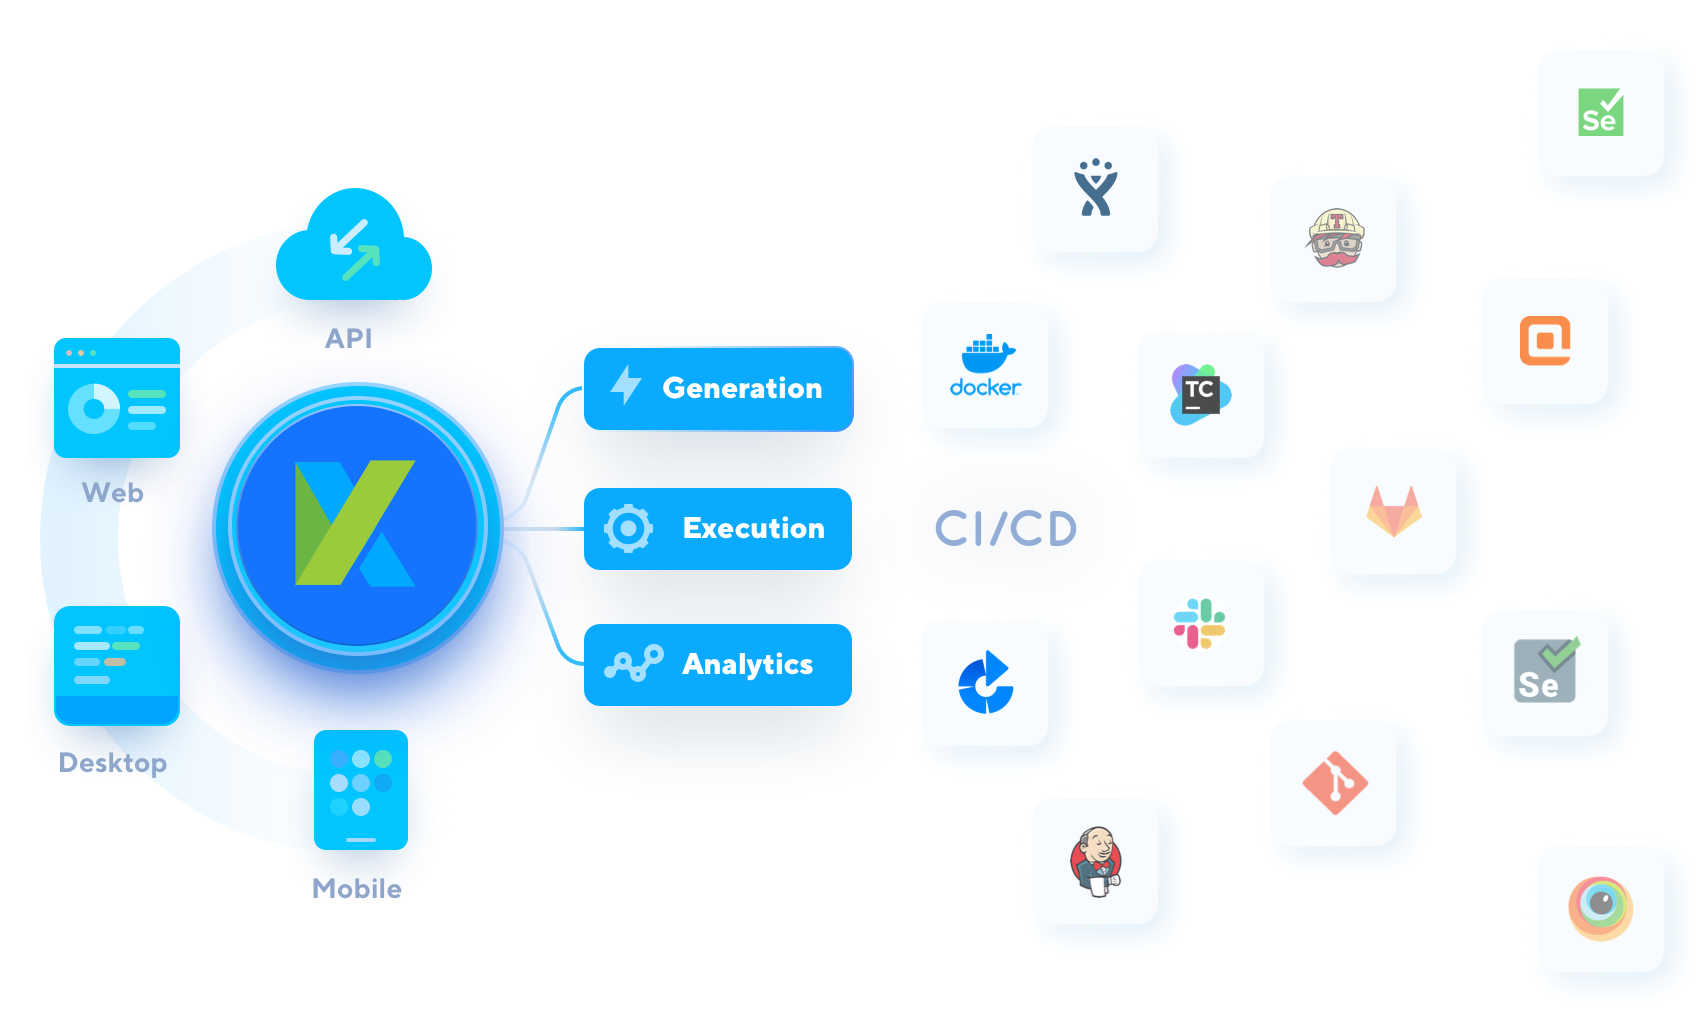 API
Web
Desktop
Mobile
Generation
Execution
Analytics
CI/CD
Se
T
docker
TC
Se